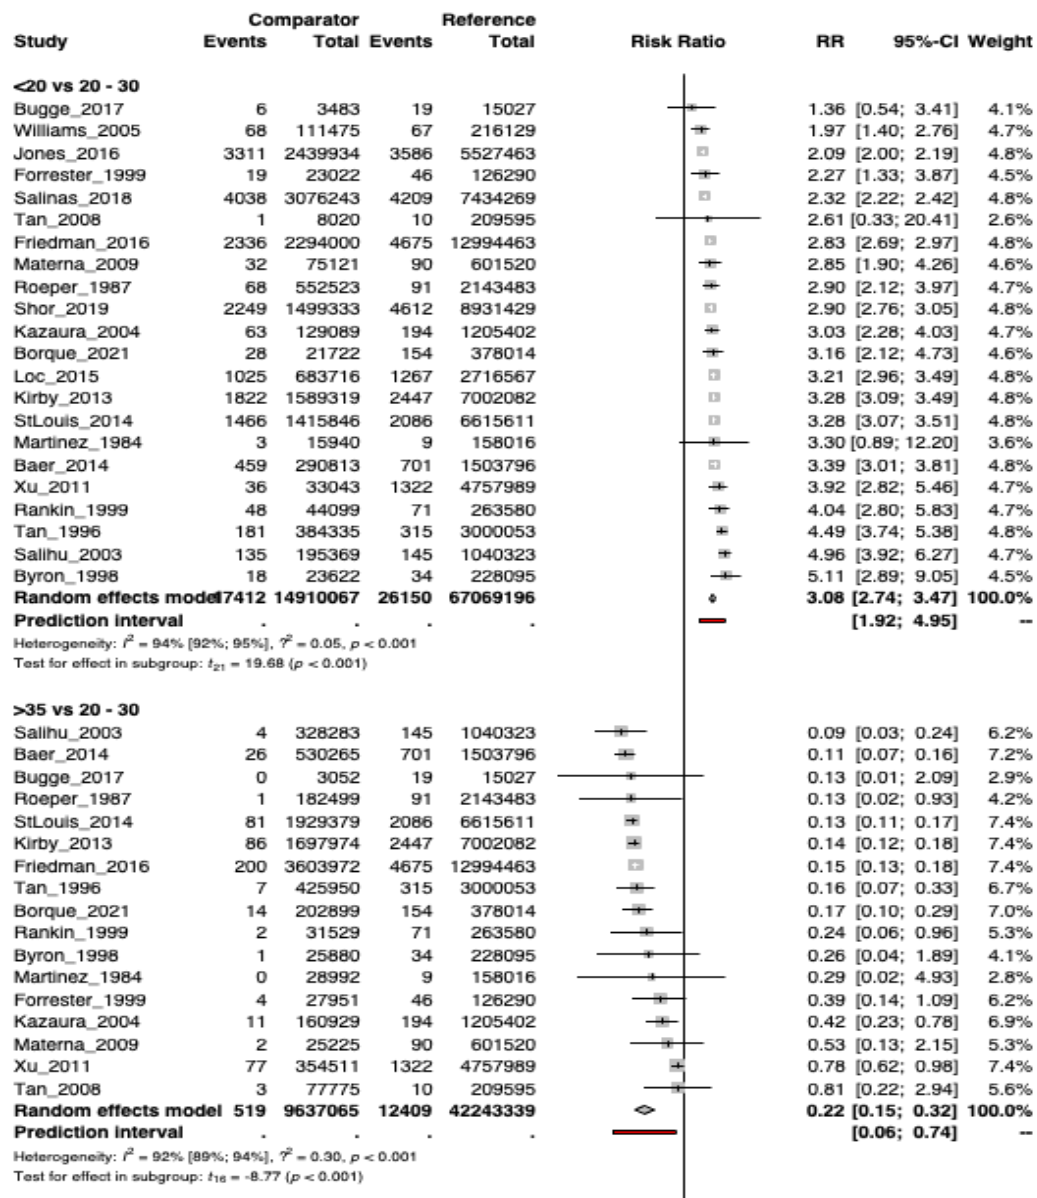 Comparator Reference
Study Events Total Events Total Risk Ratio RR 95%-CI Weight
<20 vs 20 - 30
Bugge_2017 6 3483 19 15027 1.36 [0.54; 3.41] 4.1%
Williams_2005 68 111475 67 216129 1.97 [1.40; 2.76] 4.7%
Jones_2016 3311 2439934 3586 5527463 2.09 [2.00; 2.19] 4.8%
Forrester_1999 19 23022 46 126290 2.27 [1.33; 3.87] 4.5%
Salinas_2018 4038 3076243 4209 7434269 2.32 [2.22; 2.42] 4.8%
Tan_2008 1 8020 10 209595 2.61 [0.33; 20.41] 2.6%
Friedman_2016 2336 2294000 4675 12994463 2.83 [2.69; 2.97] 4.8%
Materna_2009 32 75121 90 601520 2.85 [1.90; 4.26] 4.6%
Roeper_1987 68 552523 91 2143483 2.90 [2.12; 3.97] 4.7%
Shor_2019 2249 1499333 4612 8931429 2.90 [2.76; 3.05] 4.8%
Kazaura_2004 63 129089 194 1205402 3.03 [2.28; 4.03] 4.7%
Borque_2021 28 21722 154 378014 3.16 [2.12; 4.73] 4.6%
Loc_2015 1025 683716 1267 2716567 3.21 [2.96; 3.49] 4.8%
Kirby_2013 1822 1589319 2447 7002082 3.28 [3.09; 3.49] 4.8%
StLouis_2014 1466 1415846 2086 6615611 3.28 [3.07; 3.51] 4.8%
Martinez_1984 3 15940 9 158016 3.30 [0.89; 12.20] 3.6%
Baer_2014 459 290813 701 1503796 3.39 [3.01; 3.81] 4.8%
Xu_2011 36 33043 1322 4757989 3.92 [2.82; 5.46] 4.7%
Rankin_1999 48 44099 71 263580 4.04 [2.80; 5.83] 4.7%
Tan_1996 181 384335 315 3000053 4.49 [3.74; 5.38] 4.8%
Salihu_2003 135 195369 145 1040323 4.96 [3.92; 6.27] 4.7%
Byron_1998 18 23622 34 228095 5.11 [2.89; 9.05] 4.5%
Random effects model 17412 14910067 26150 67069196 3.08 [2.74; 3.47] 100.0%
Prediction interval . . . . [1.92; 4.95] --
Heterogeneity: I² = 94% [92%; 95%], ?² = 0.05, p < 0.001
Test for effect in subgroup: t₂₁ = 19.68 (p < 0.001)
>35 vs 20 - 30
Salihu_2003 4 328283 145 1040323 0.09 [0.03; 0.24] 6.2%
Baer_2014 26 530265 701 1503796 0.11 [0.07; 0.16] 7.2%
Bugge_2017 0 3052 19 15027 0.13 [0.01; 2.09] 2.9%
Roeper_1987 1 182499 91 2143483 0.13 [0.02; 0.93] 4.2%
StLouis_2014 81 1929379 2086 6615611 0.13 [0.11; 0.17] 7.4%
Kirby_2013 86 1697974 2447 7002082 0.14 [0.12; 0.18] 7.4%
Friedman_2016 200 3603972 4675 12994463 0.15 [0.13; 0.18] 7.4%
Tan_1996 7 425950 315 3000053 0.16 [0.07; 0.33] 6.7%
Borque_2021 14 202899 154 378014 0.17 [0.10; 0.29] 7.0%
Rankin_1999 2 31529 71 263580 0.24 [0.06; 0.96] 5.3%
Byron_1998 1 25880 34 228095 0.26 [0.04; 1.89] 4.1%
Martinez_1984 0 28992 9 158016 0.29 [0.02; 4.93] 2.8%
Forrester_1999 4 27951 46 126290 0.39 [0.14; 1.09] 6.2%
Kazaura_2004 11 160929 194 1205402 0.42 [0.23; 0.78] 6.9%
Materna_2009 2 25225 90 601520 0.53 [0.13; 2.15] 5.3%
Xu_2011 77 354511 1322 4757989 0.78 [0.62; 0.98] 7.4%
Tan_2008 3 77775 10 209595 0.81 [0.22; 2.94] 5.6%
Random effects model 519 9637065 12409 42243339 0.22 [0.15; 0.32] 100.0%
Prediction interval . . . . [0.06; 0.74] --
Heterogeneity: I² = 92% [89%; 94%], ?² = 0.30, p < 0.001
Test for effect in subgroup: t₁₆ = -8.77 (p < 0.001)